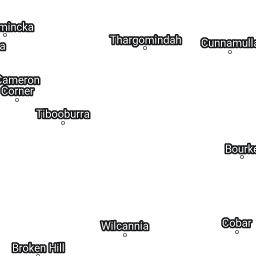 mincka
a
Thargomindah
Cunnamulla
Cameron
Corner
Tibooburra
Bourke
Wilcannia
Cobar
Broken Hill